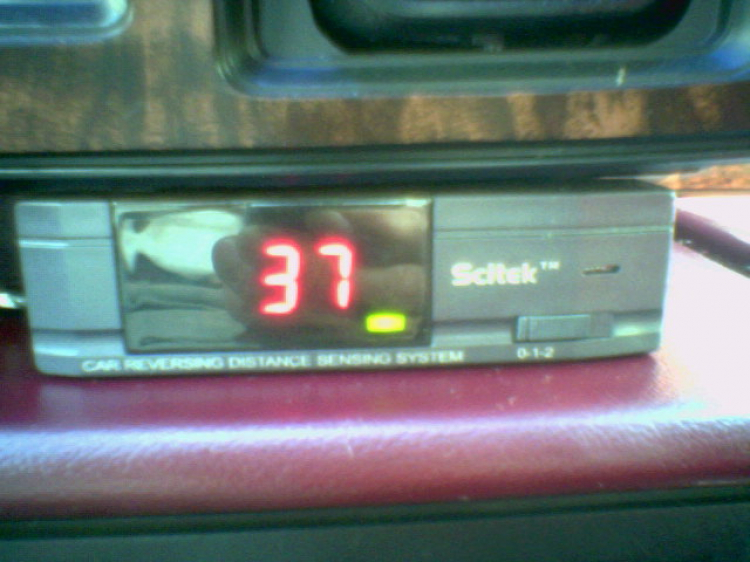 37
Scitek™
CAR REVERSING DISTANCE SENSING SYSTEM
0-1-2